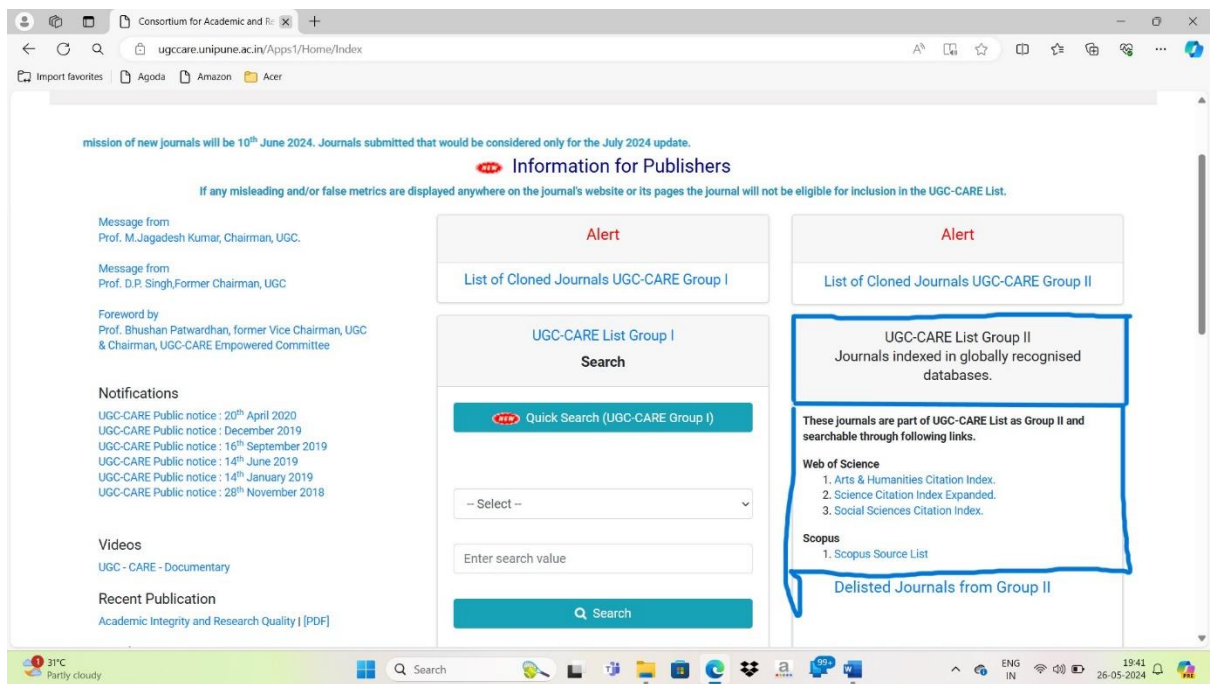 Consortium for Academic and Re
ugccare.unipune.ac.in/Apps1/Home/Index
Import favorites
Agoda
Amazon
Acer
mission of new journals will be 10th June 2024. Journals submitted that would be considered only for the July 2024 update.
NEW Information for Publishers
If any misleading and/or false metrics are displayed anywhere on the journal's website or its pages the journal will not be eligible for inclusion in the UGC-CARE List.
Message from
Prof. M.Jagadesh Kumar, Chairman, UGC.
Message from
Prof. D.P. Singh,Former Chairman, UGC
Foreword by
Prof. Bhushan Patwardhan, former Vice Chairman, UGC
& Chairman, UGC-CARE Empowered Committee
Notifications
UGC-CARE Public notice : 20th April 2020
UGC-CARE Public notice : December 2019
UGC-CARE Public notice : 16th September 2019
UGC-CARE Public notice : 14th June 2019
UGC-CARE Public notice : 14th January 2019
UGC-CARE Public notice : 28th November 2018
Videos
UGC - CARE - Documentary
Recent Publication
Academic Integrity and Research Quality | [PDF]
Alert
List of Cloned Journals UGC-CARE Group I
UGC-CARE List Group I
Search
NEW Quick Search (UGC-CARE Group I)
-- Select --
Enter search value
Search
Alert
List of Cloned Journals UGC-CARE Group II
UGC-CARE List Group II
Journals indexed in globally recognised
databases.
These journals are part of UGC-CARE List as Group II and
searchable through following links.
Web of Science
1. Arts & Humanities Citation Index.
2. Science Citation Index Expanded.
3. Social Sciences Citation Index.
Scopus
1. Scopus Source List
Delisted Journals from Group II
1
31°C
Partly cloudy
Search
a
99+
W
ENG
IN
19:41
26-05-2024
PRE